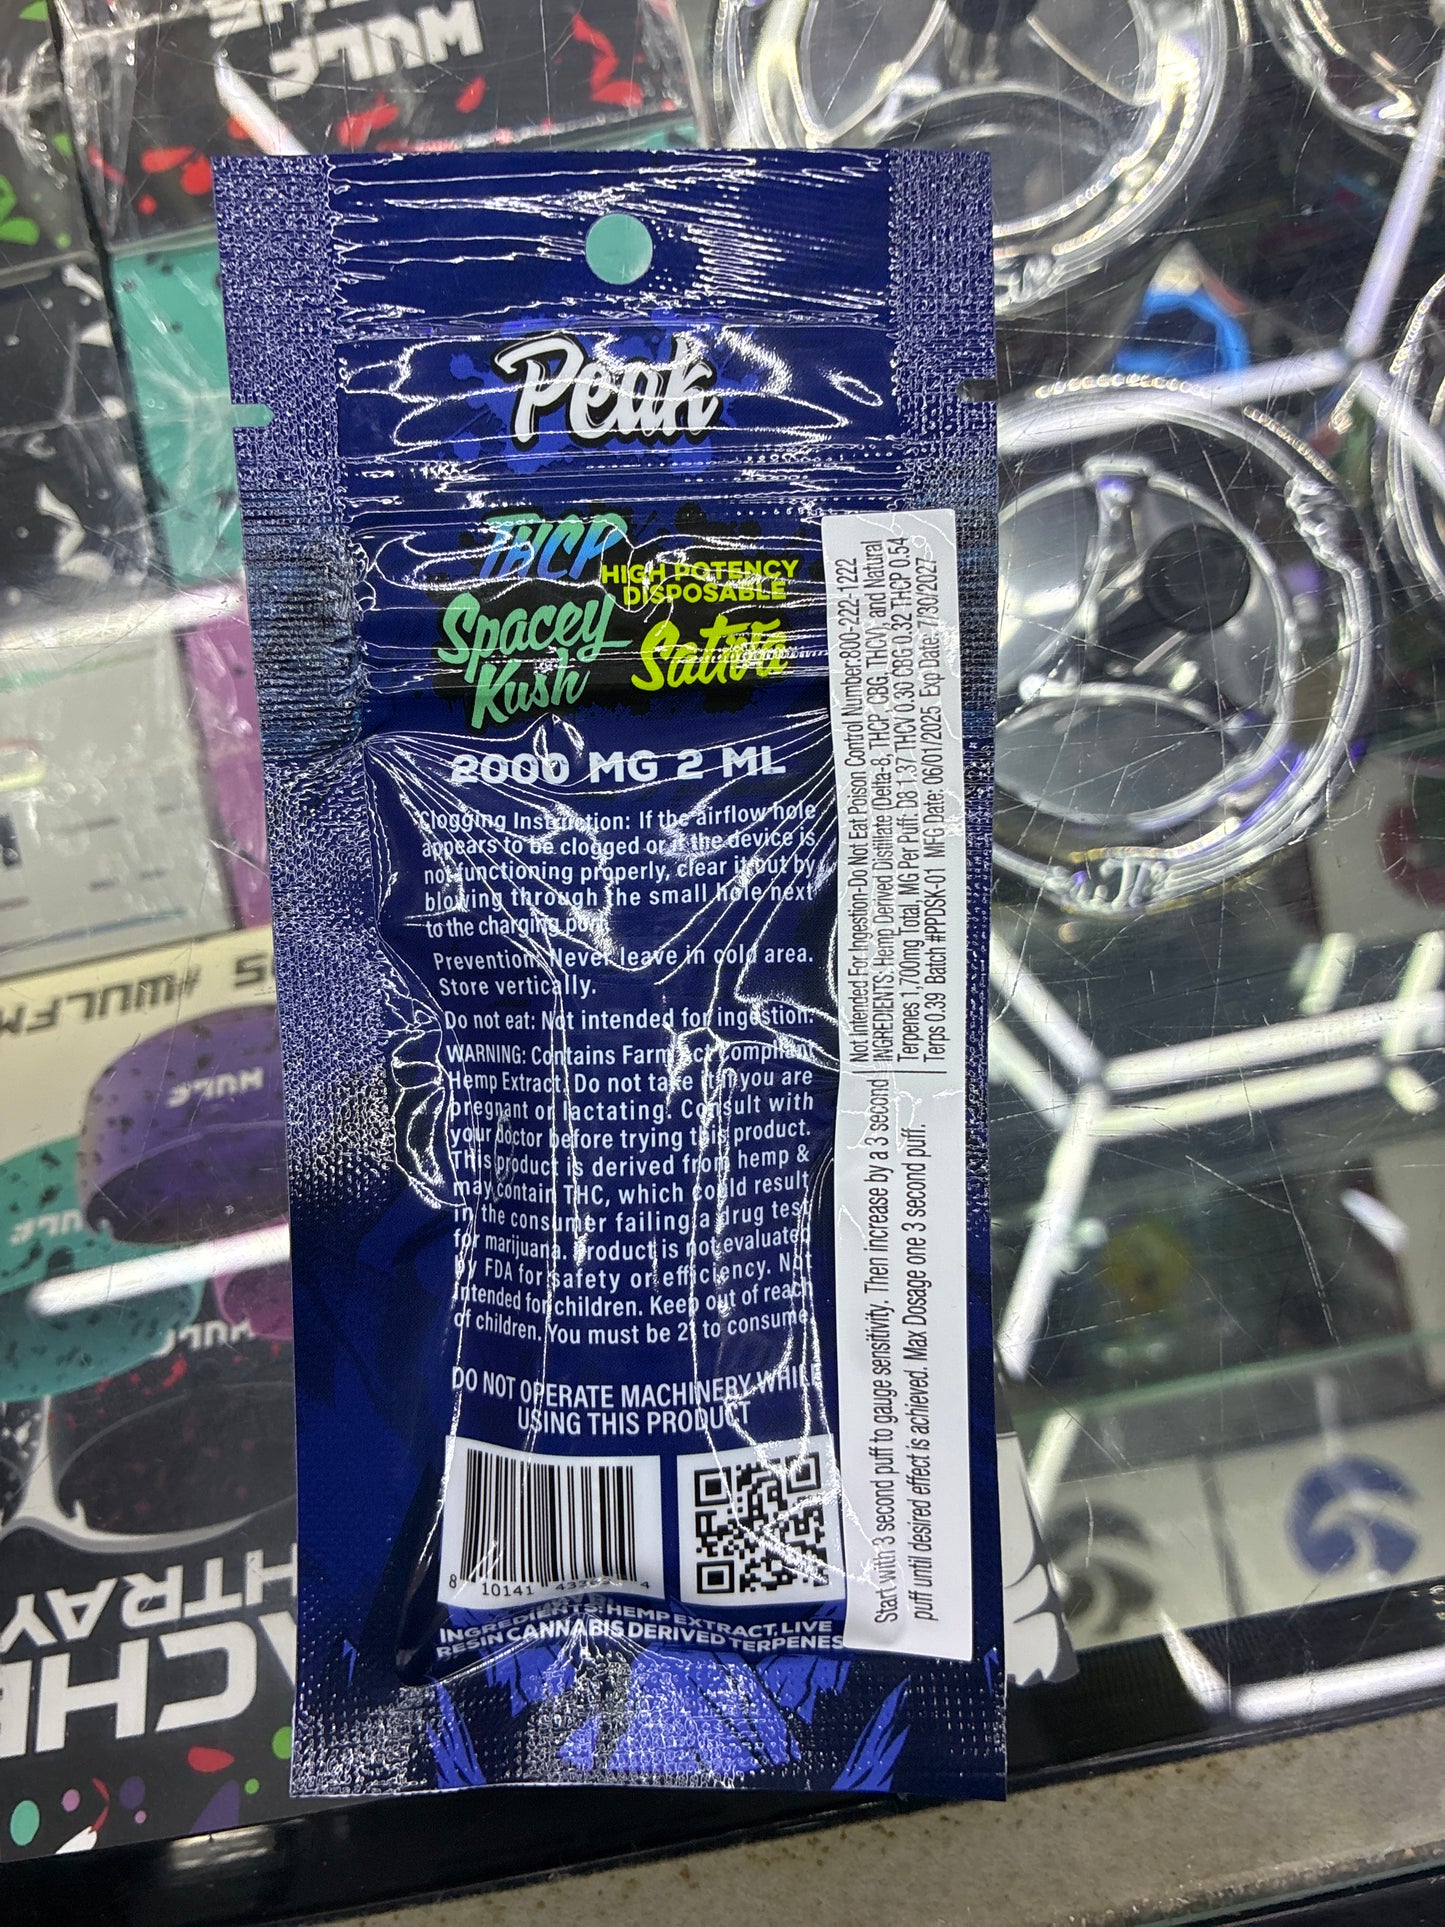 WULF
Peak
THCP
HIGH POTENCY
DISPOSABLE
Spacey
Kush
Sativa
2000 MG 2 ML
Clogging Instruction: If the airflow hole
appears to be clogged or if the device is
not functioning properly, clear it out by
blowing through the small hole next
to the charging port.
Prevention: Never leave in cold area.
Store vertically.
Do not eat: Not intended for ingestion.
WARNING: Contains Farm Act compliant
Hemp Extract. Do not take if you are
pregnant or lactating. Consult with
your doctor before trying this product.
This product is derived from hemp &
may contain THC, which could result
in the consumer failing a drug test
for marijuana. Product is not evaluated
by FDA for safety or efficiency. Not
intended for children. Keep out of reach
of children. You must be 21 to consume.
DO NOT OPERATE MACHINERY WHILE
USING THIS PRODUCT
8 10141 4
INGREDIENTS: HEMP EXTRACT, LIVE
RESIN CANNABIS DERIVED TERPENES
Not Intended For Ingestion-Do Not Eat Poison Control Number:800-222-1222
INGREDIENTS:Hemp Derived Distillate (Delta-8, THCP, CBG, THCV) and Natural
Terpenes 1,700mg Total, MG Per Puff: D8 1.37 THCV 0.30 CBG 0.32 THCP 0.54
Terps 0.39 Batch #PPDSK-01 MFG Date: 06/01/2025 Exp Date: 7/30/2027
Start with 3 second puff to gauge sensitivity. Then increase by a 3 second
puff until desired effect is achieved. Max Dosage one 3 second puff.
#WULFM
WULF
WULF
WULF
HTRAY
ACHE